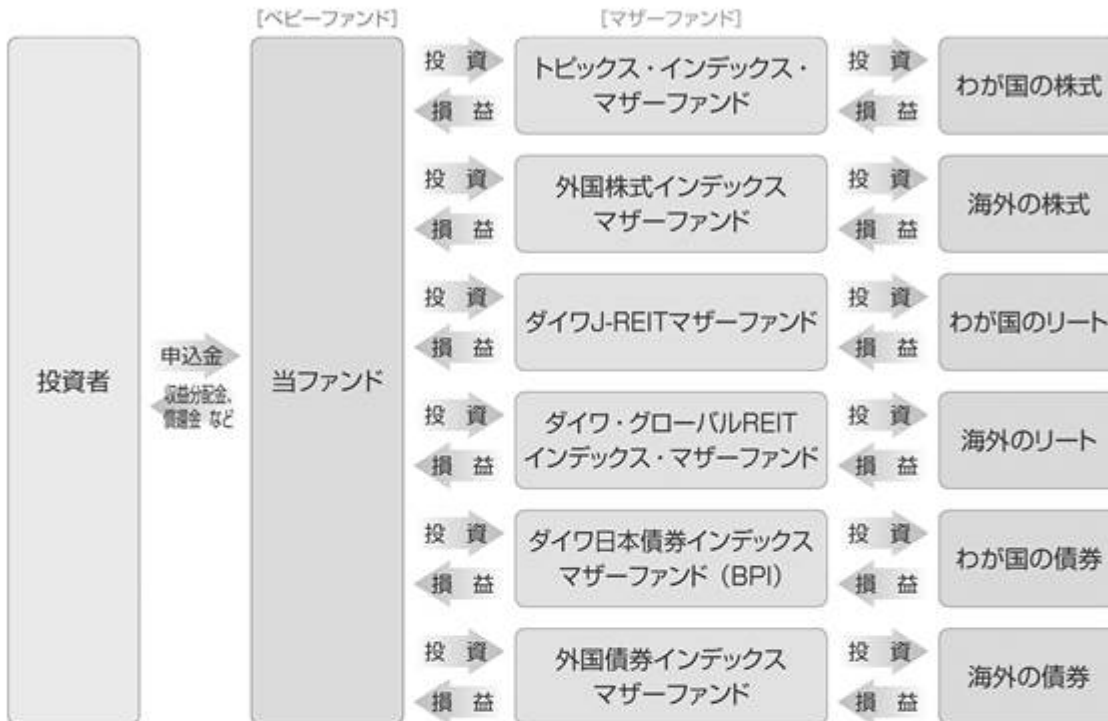 [ベビーファンド]
[マザーファンド]
投資者
申込金
収益分配金、
償還金 など
当ファンド
投 資
損 益
トピックス・インデックス・
マザーファンド
投 資
損 益
わが国の株式
投 資
損 益
外国株式インデックス
マザーファンド
投 資
損 益
海外の株式
投 資
損 益
ダイワJ-REITマザーファンド
投 資
損 益
わが国のリート
投 資
損 益
ダイワ・グローバルREIT
インデックス・マザーファンド
投 資
損 益
海外のリート
投 資
損 益
ダイワ日本債券インデックス
マザーファンド（BPI）
投 資
損 益
わが国の債券
投 資
損 益
外国債券インデックス
マザーファンド
投 資
損 益
海外の債券